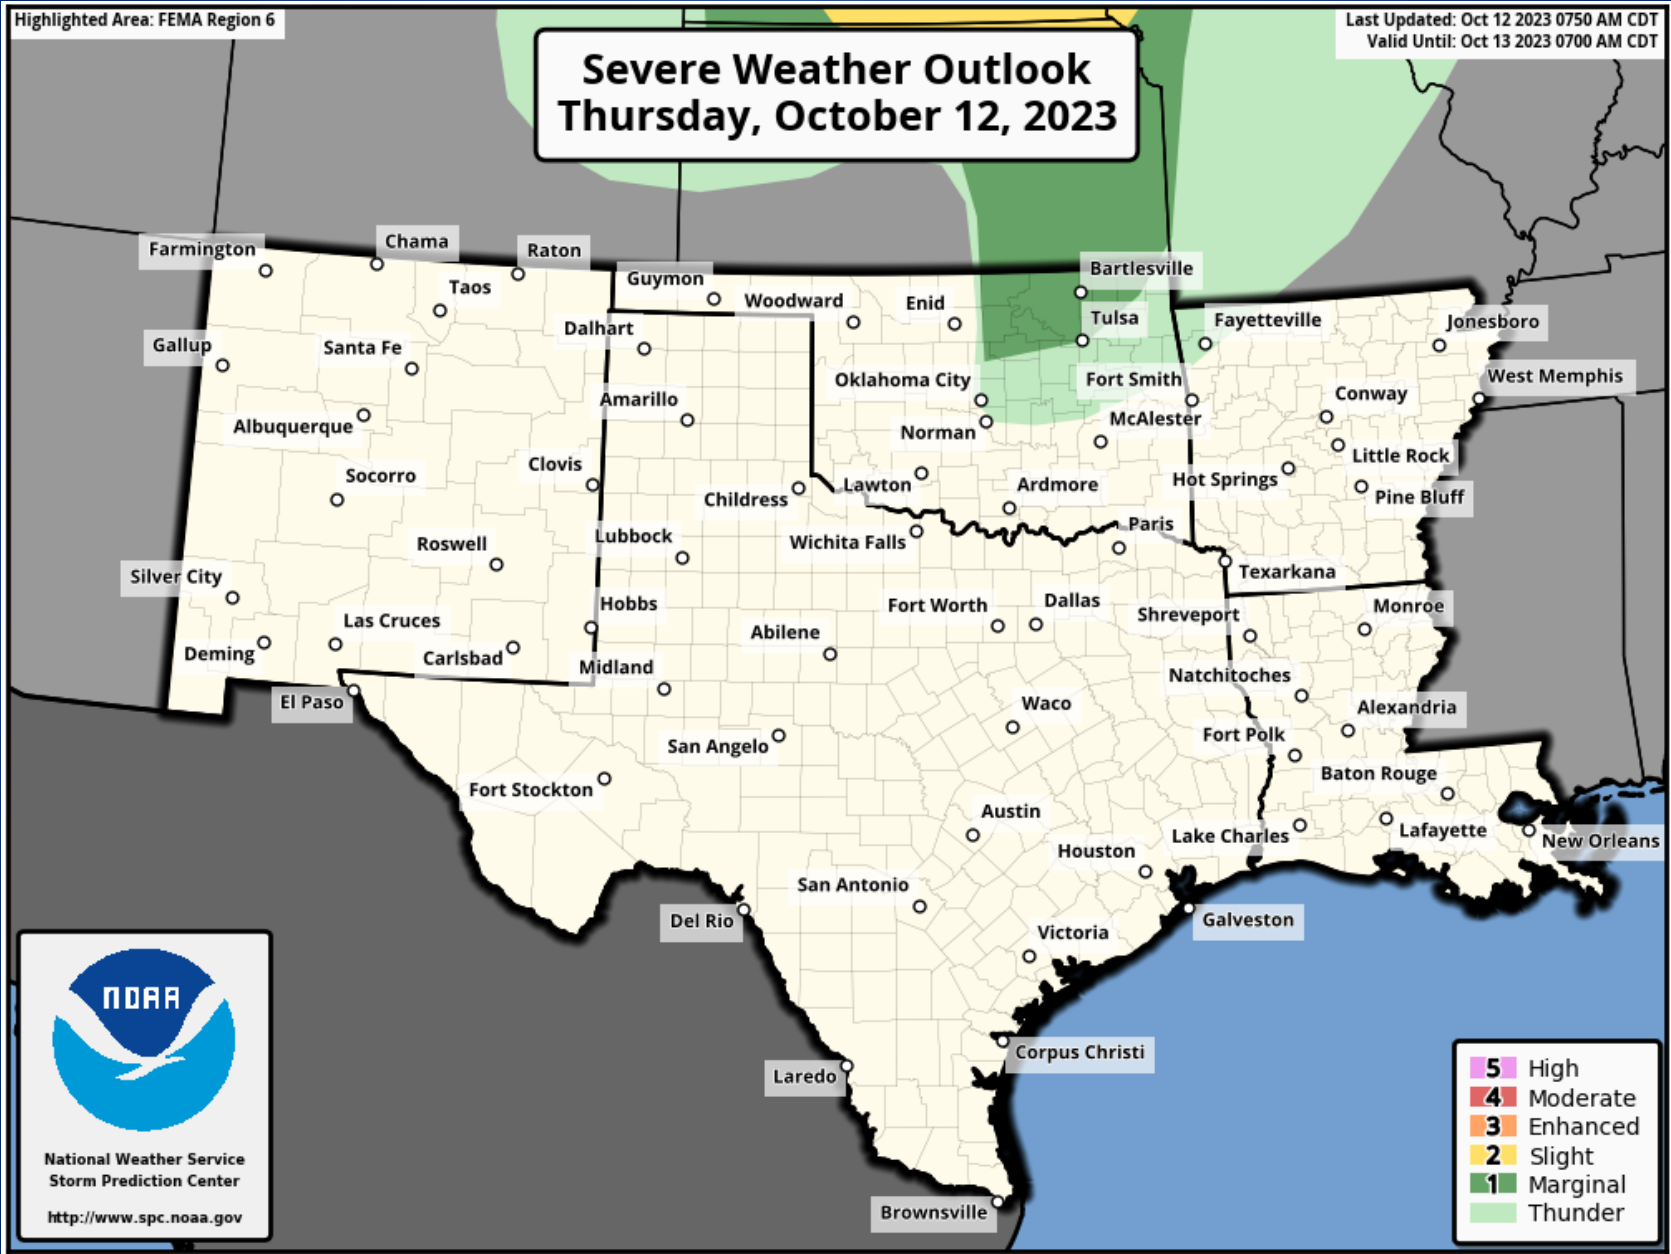 Highlighted Area: FEMA Region 6
Last Updated: Oct 12 2023 0750 AM CDT
Valid Until: Oct 13 2023 0700 AM CDT
Severe Weather Outlook
Thursday, October 12, 2023
Farmington
Chama
Raton
Taos
Guymon
Woodward
Enid
Bartlesville
Tulsa
Fayetteville
Jonesboro
Gallup
Santa Fe
Dalhart
Oklahoma City
Fort Smith
West Memphis
Albuquerque
Amarillo
Norman
McAlester
Conway
Little Rock
Socorro
Clovis
Childress
Lawton
Ardmore
Hot Springs
Pine Bluff
Roswell
Lubbock
Wichita Falls
Paris
Texarkana
Silver City
Las Cruces
Hobbs
Abilene
Fort Worth
Dallas
Shreveport
Monroe
Deming
Carlsbad
Midland
Natchitoches
El Paso
San Angelo
Waco
Fort Polk
Alexandria
Fort Stockton
Austin
Baton Rouge
Houston
Lake Charles
Lafayette
New Orleans
San Antonio
Del Rio
Victoria
Galveston
Corpus Christi
Laredo
Brownsville
NOAA
National Weather Service
Storm Prediction Center
http://www.spc.noaa.gov
5 High
4 Moderate
3 Enhanced
2 Slight
1 Marginal
Thunder